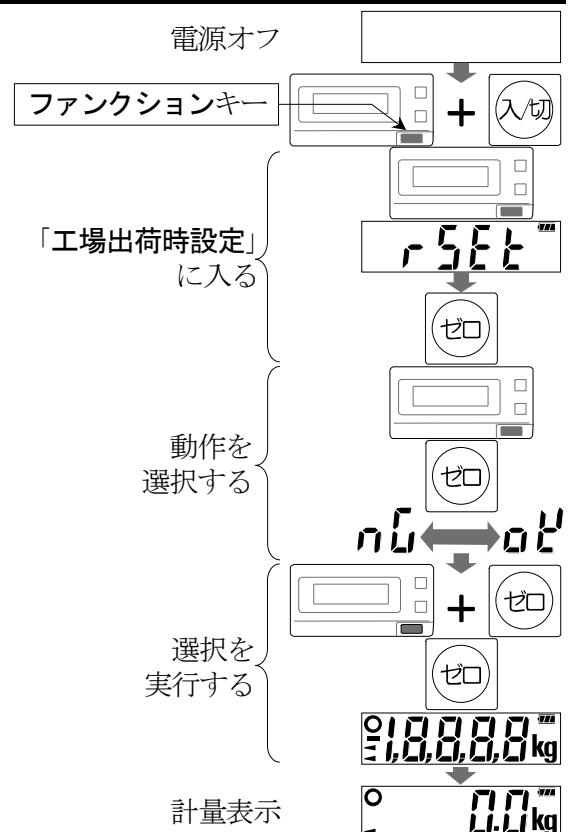 電源オフ
ファンクションキー
+
入/切
「工場出荷時設定」
に入る
rSEt
ゼロ
動作を
選択する
ゼロ
nG
oK
+
ゼロ
選択を
実行する
ゼロ
1,8,8,8,8 kg
計量表示
0.0 kg